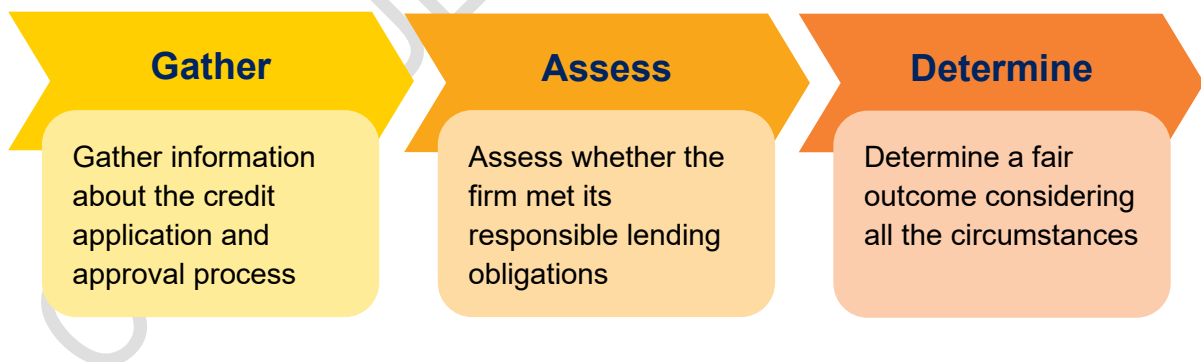 Gather
Gather information
about the credit
application and
approval process
Assess
Assess whether the
firm met its
responsible lending
obligations
Determine
Determine a fair
outcome considering
all the circumstances